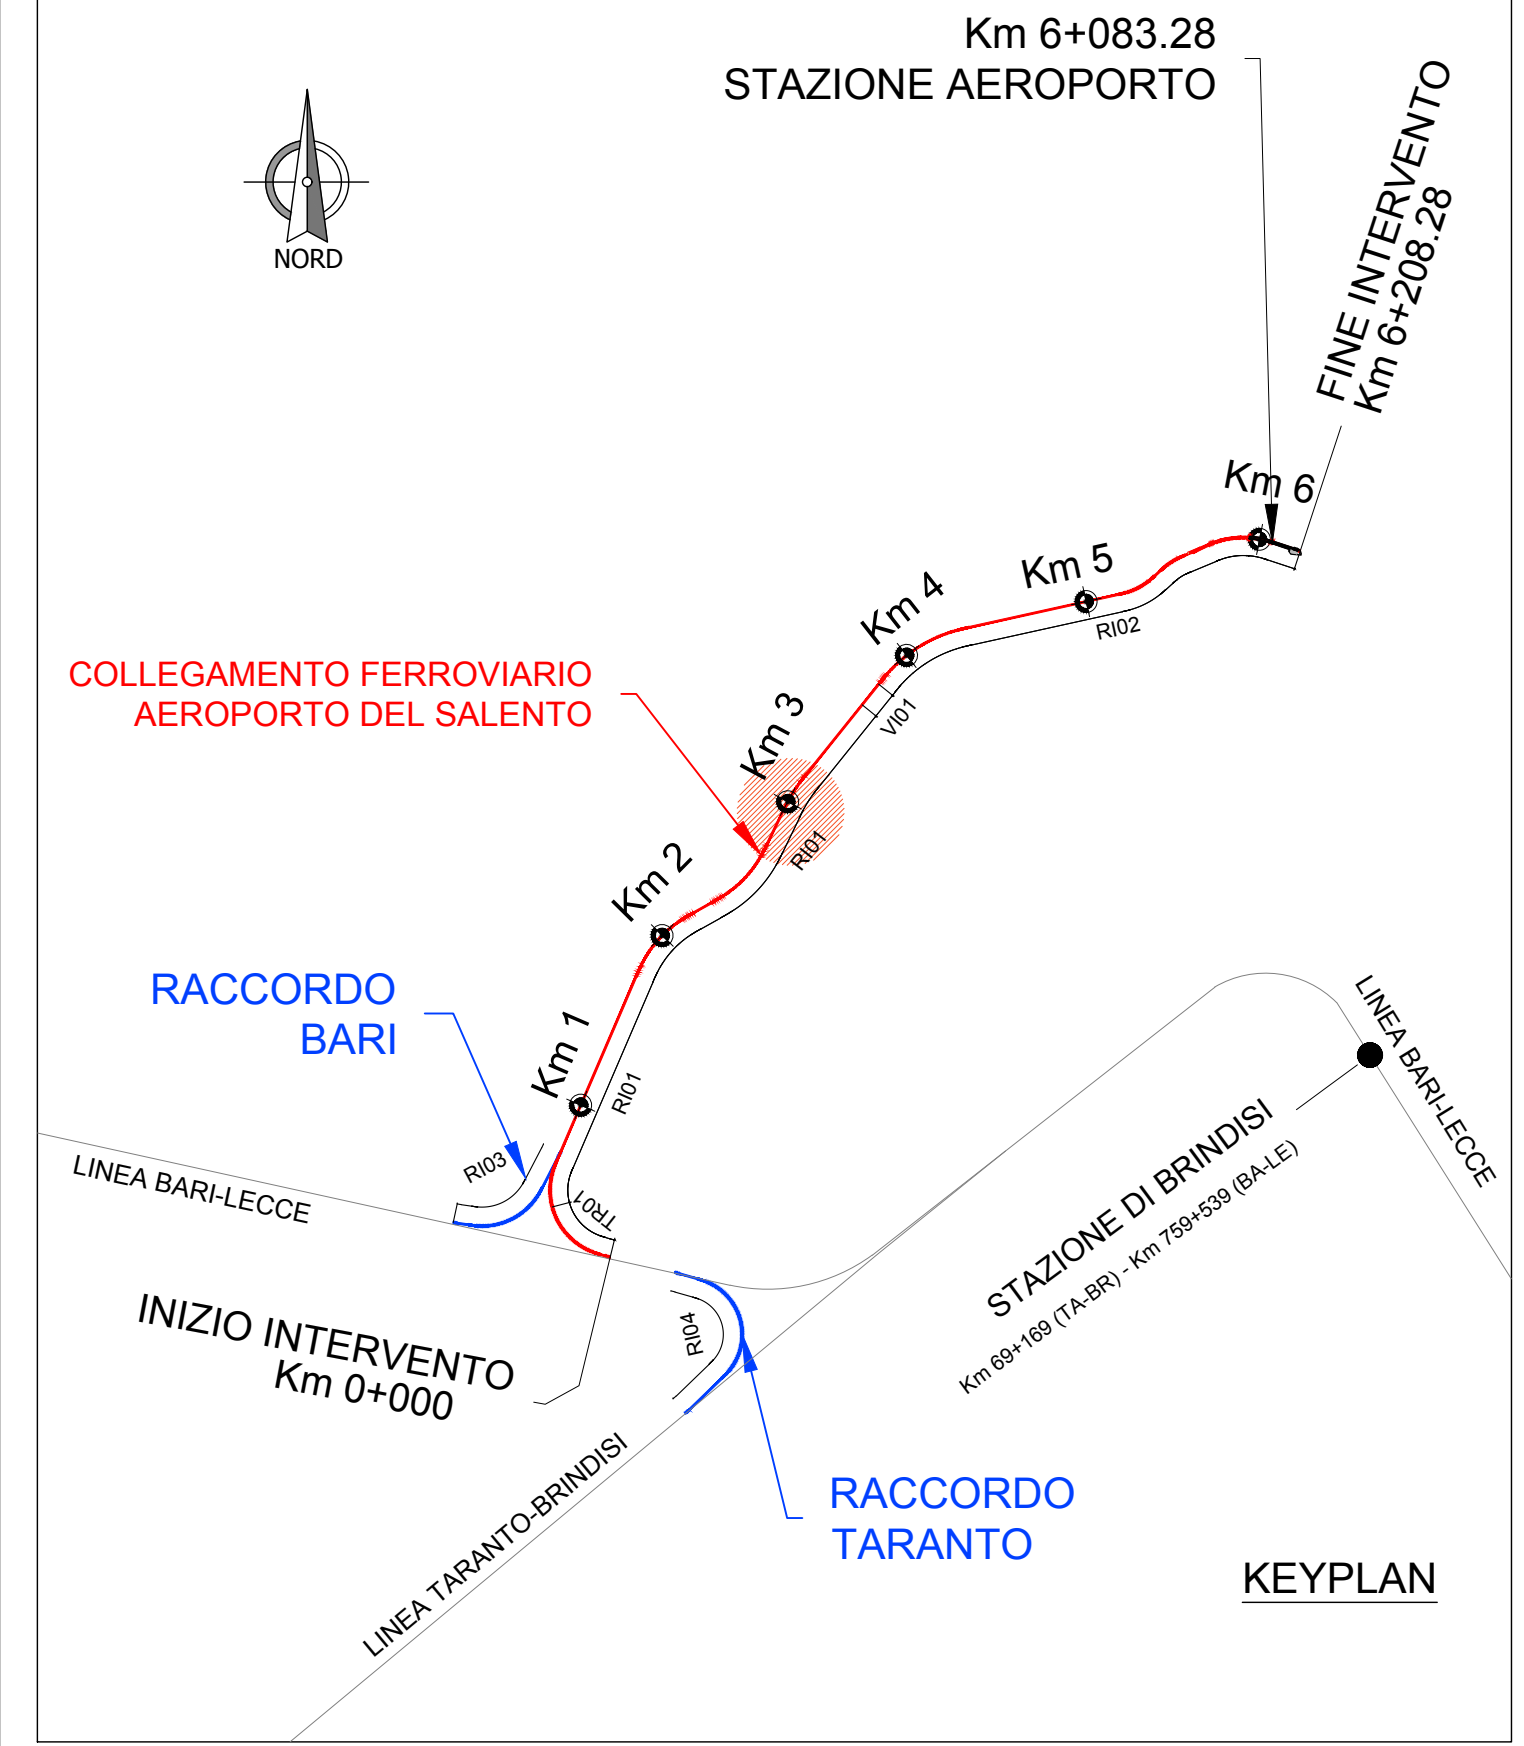 Km 6+083.28
STAZIONE AEROPORTO
FINE INTERVENTO
Km 6+208.28
NORD
Km 6
Km 5
Km 4
RI02
COLLEGAMENTO FERROVIARIO
AEROPORTO DEL SALENTO
Km 3
VI01
RI01
Km 2
RACCORDO
BARI
Km 1
RI01
LINEA BARI-LECCE
RI03
TR01
LINEA BARI-LECCE
STAZIONE DI BRINDISI
Km 69+169 (TA-BR) - Km 759+539 (BA-LE)
INIZIO INTERVENTO
Km 0+000
RI04
LINEA TARANTO-BRINDISI
RACCORDO
TARANTO
KEYPLAN